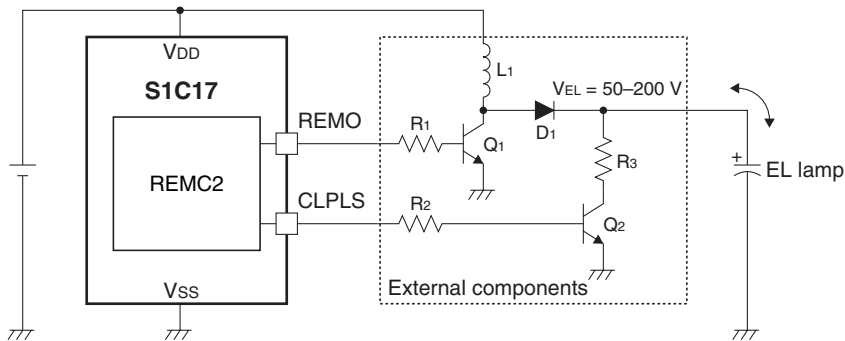 VDD
S1C17
REMC2
REMO
CLPLS
VSS
L1
VEL = 50–200 V
R1
Q1
D1
R3
R2
Q2
+
EL lamp
External components